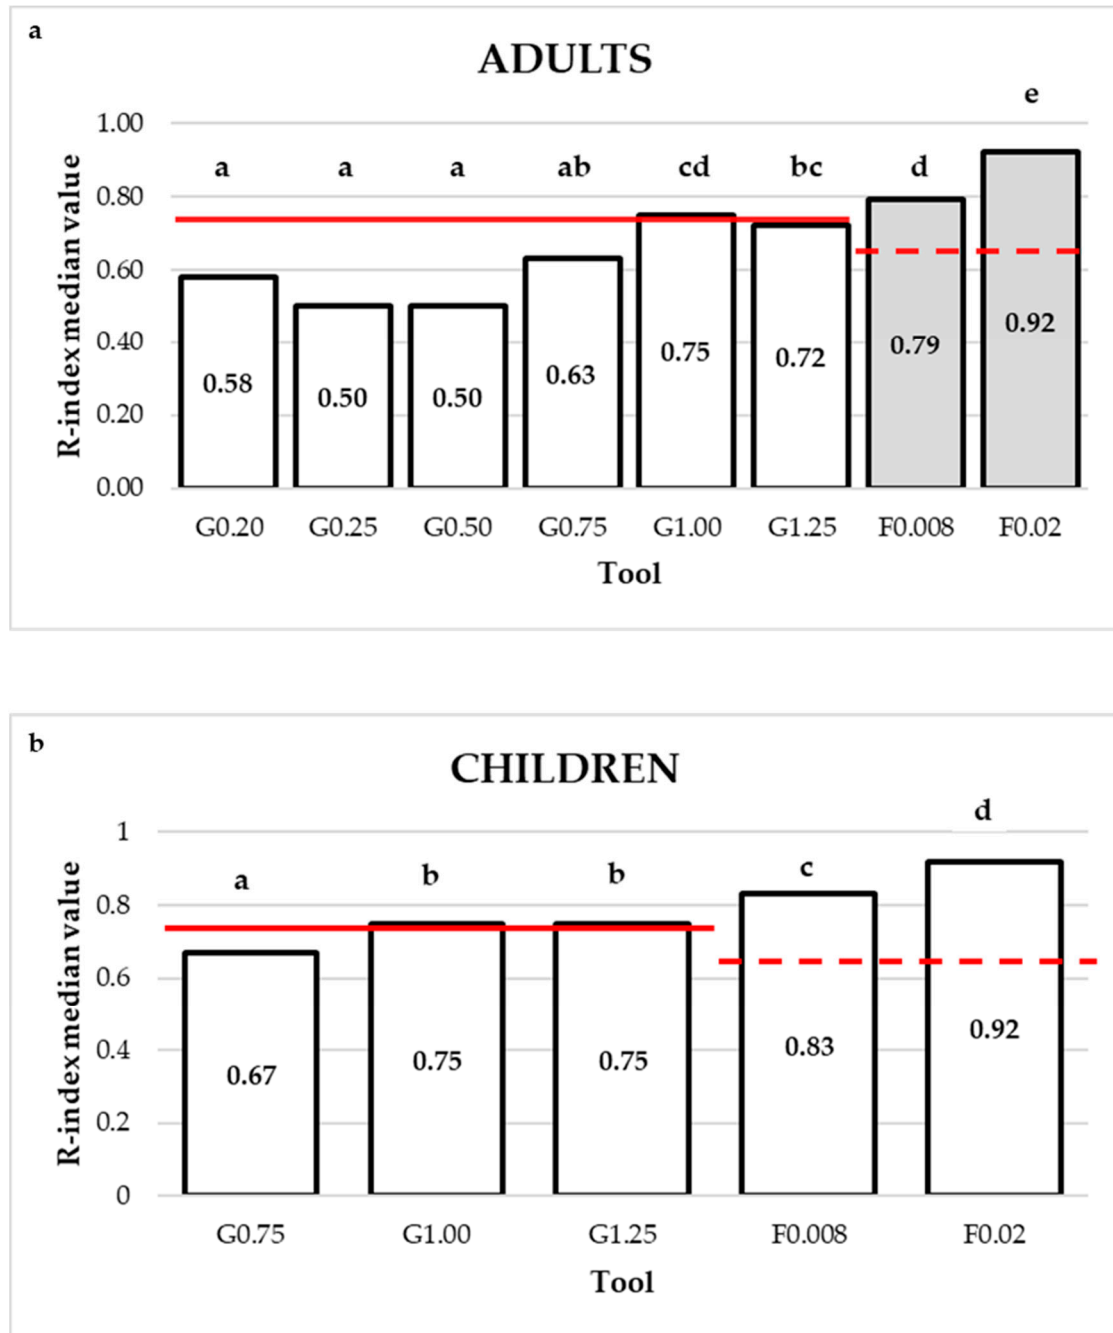 a
ADULTS
R-index median value
1.00
0.80
0.60
0.40
0.20
0.00
a a a ab cd bc d e
0.58 0.50 0.50 0.63 0.75 0.72 0.79 0.92
G0.20 G0.25 G0.50 G0.75 G1.00 G1.25 F0.008 F0.02
Tool
b
CHILDREN
R-index median value
1
0.8
0.6
0.4
0.2
0
a b b c d
0.67 0.75 0.75 0.83 0.92
G0.75 G1.00 G1.25 F0.008 F0.02
Tool